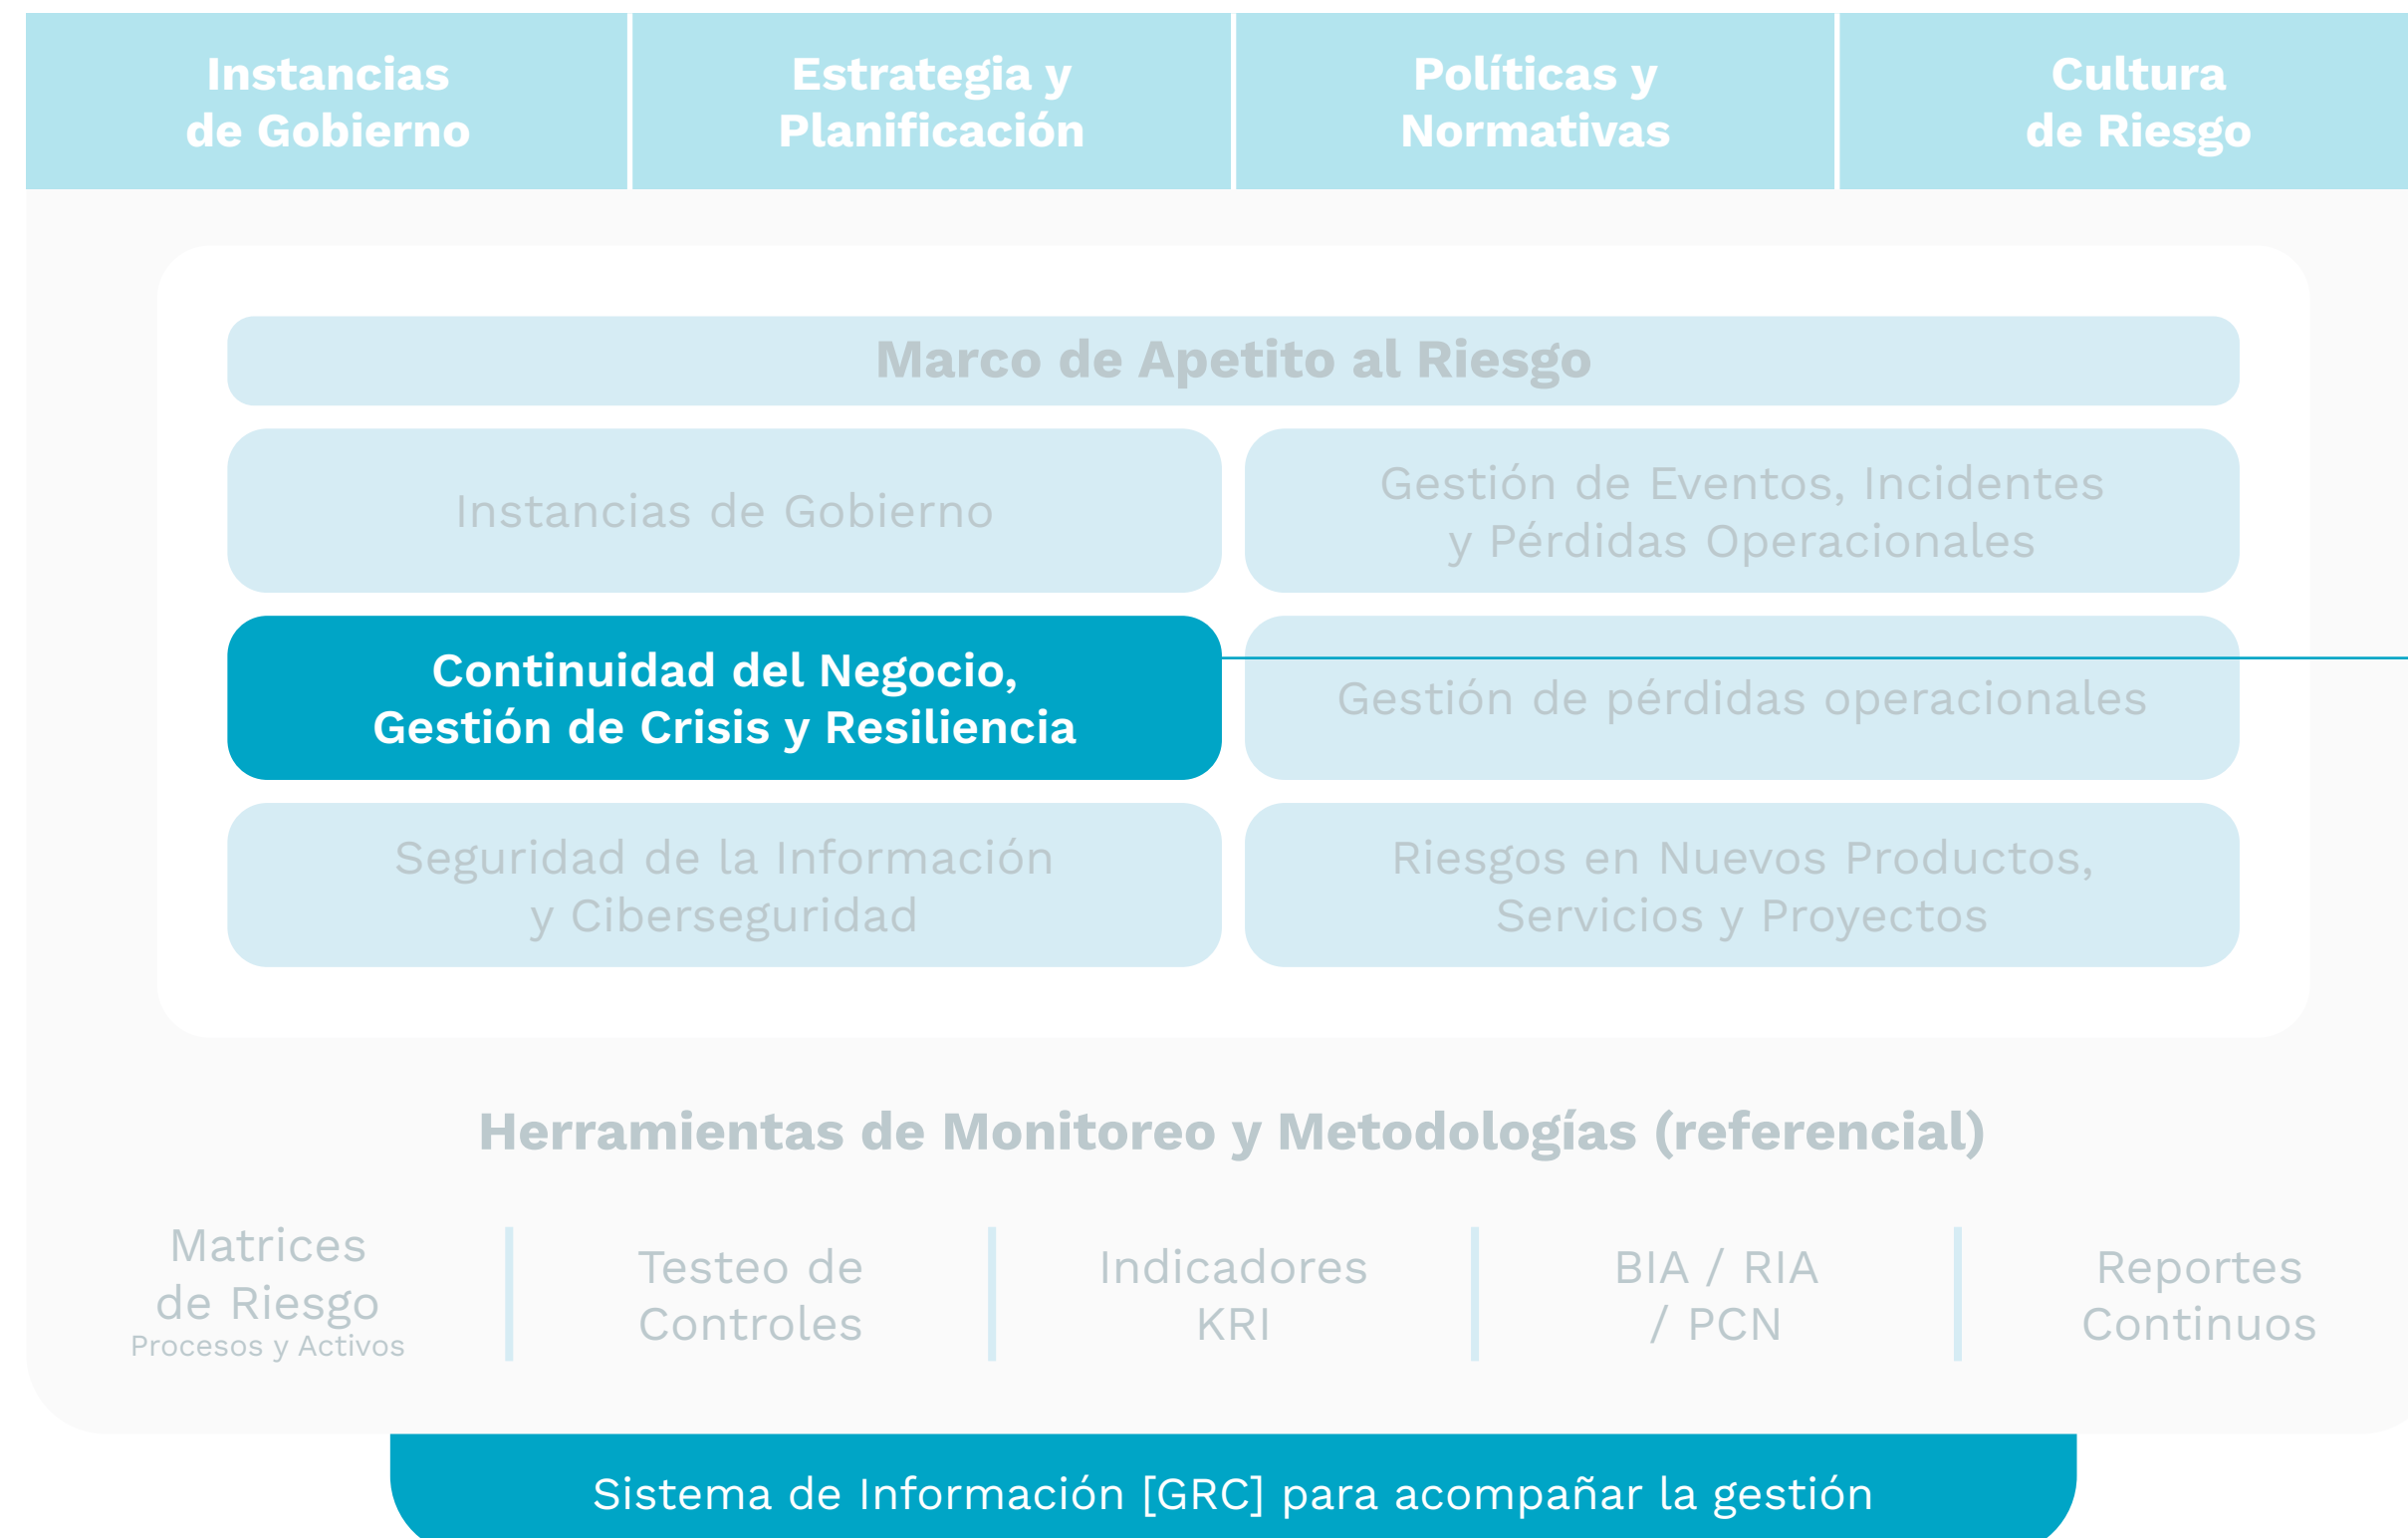 Instancias
de Gobierno
Estrategia y
Planificación
Políticas y
Normativas
Cultura
de Riesgo
Marco de Apetito al Riesgo
Instancias de Gobierno
Gestión de Eventos, Incidentes
y Pérdidas Operacionales
Continuidad del Negocio,
Gestión de Crisis y Resiliencia
Gestión de pérdidas operacionales
Seguridad de la Información
y Ciberseguridad
Riesgos en Nuevos Productos,
Servicios y Proyectos
Herramientas de Monitoreo y Metodologías (referencial)
Matrices
de Riesgo
Procesos y Activos
Testeo de
Controles
Indicadores
KRI
BIA / RIA
/ PCN
Reportes
Continuos
Sistema de Información [GRC] para acompañar la gestión